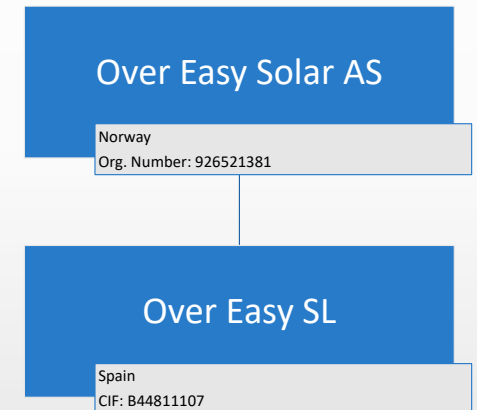 Over Easy Solar AS
Norway
Org. Number: 926521381
Over Easy SL
Spain
CIF: B44811107